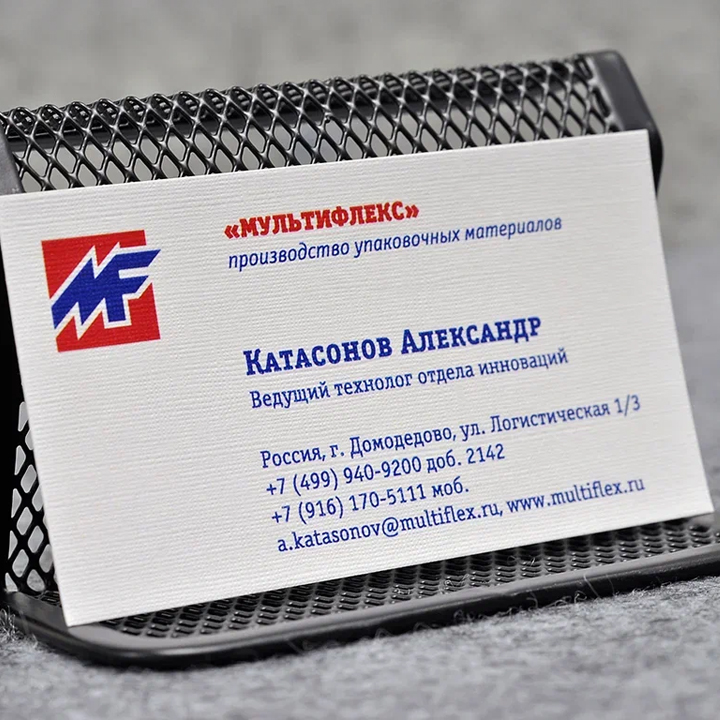 MF
«МУЛЬТИФЛЕКС»
производство упаковочных материалов
Катасонов Александр
Ведущий технолог отдела инноваций
Россия, г. Домодедово, ул. Логистическая 1/3
+7 (499) 940-9200 доб. 2142
+7 (916) 170-5111 моб.
a.katasonov@multiflex.ru, www.multiflex.ru